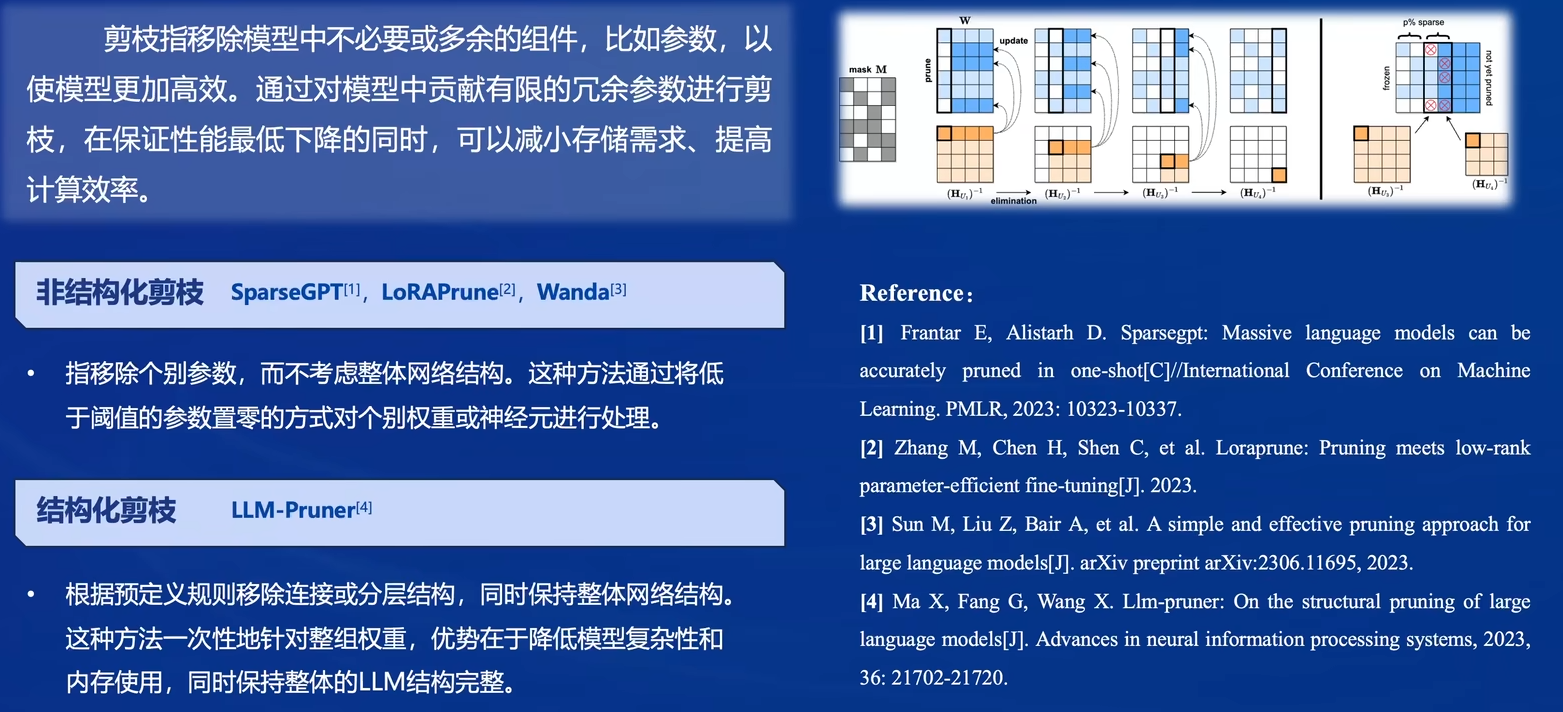 剪枝指移除模型中不必要或多余的组件，比如参数，以
使模型更加高效。通过对模型中贡献有限的冗余参数进行剪
枝，在保证性能最低下降的同时，可以减小存储需求、提高
计算效率。
W
update
prune
mask M
(H_{U_1})^{-1}
elimination
(H_{U_2})^{-1}
(H_{U_3})^{-1}
(H_{U_4})^{-1}
p% sparse
frozen
not yet pruned
(H_{U_3})^{-1}
(H_{U_4})^{-1}
非结构化剪枝 SparseGPT[1]，LoRAPrune[2]，Wanda[3]
• 指移除个别参数，而不考虑整体网络结构。这种方法通过将低
于阈值的参数置零的方式对个别权重或神经元进行处理。
结构化剪枝 LLM-Pruner[4]
• 根据预定义规则移除连接或分层结构，同时保持整体网络结构。
这种方法一次性地针对整组权重，优势在于降低模型复杂性和
内存使用，同时保持整体的LLM结构完整。
Reference：
[1] Frantar E, Alistarh D. Sparsegpt: Massive language models can be
accurately pruned in one-shot[C]//International Conference on Machine
Learning. PMLR, 2023: 10323-10337.
[2] Zhang M, Chen H, Shen C, et al. Loraprune: Pruning meets low-rank
parameter-efficient fine-tuning[J]. 2023.
[3] Sun M, Liu Z, Bair A, et al. A simple and effective pruning approach for
large language models[J]. arXiv preprint arXiv:2306.11695, 2023.
[4] Ma X, Fang G, Wang X. Llm-pruner: On the structural pruning of large
language models[J]. Advances in neural information processing systems, 2023,
36: 21702-21720.